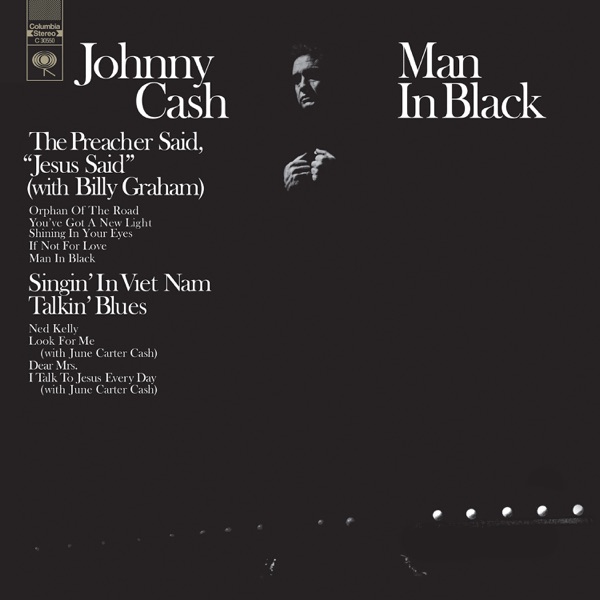 Columbia
Stereo
C 30550
Johnny
Cash
Man
In Black
The Preacher Said,
“Jesus Said”
(with Billy Graham)
Orphan Of The Road
You’ve Got A New Light
Shining In Your Eyes
If Not For Love
Man In Black
Singin’ In Viet Nam
Talkin’ Blues
Ned Kelly
Look For Me
(with June Carter Cash)
Dear Mrs.
I Talk To Jesus Every Day
(with June Carter Cash)